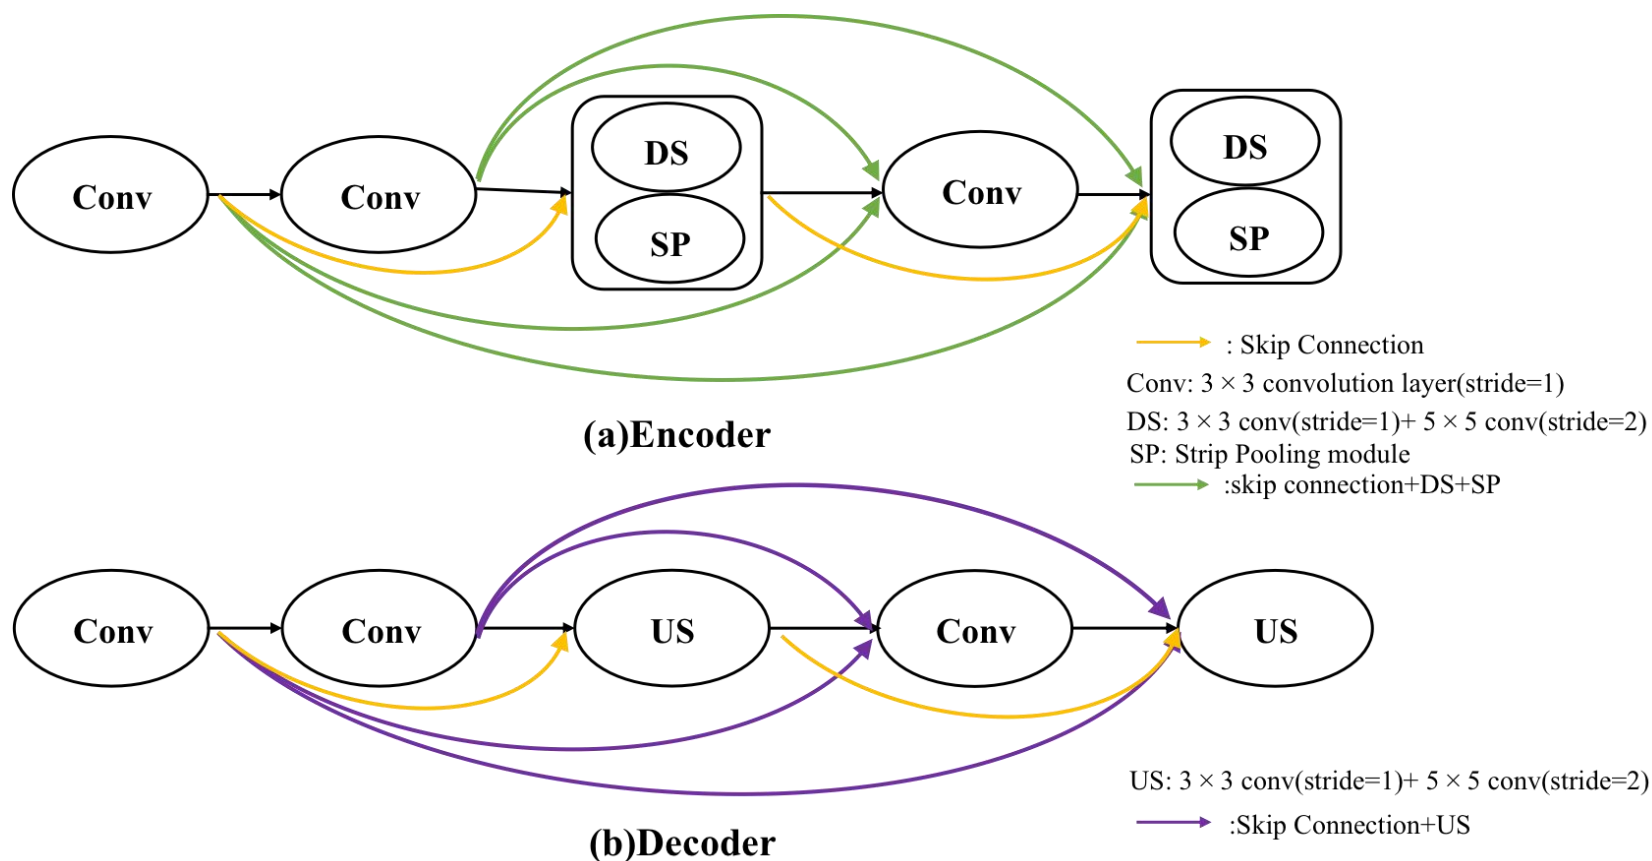 Conv
Conv
DS
SP
Conv
DS
SP
: Skip Connection
Conv: 3 × 3 convolution layer(stride=1)
DS: 3 × 3 conv(stride=1)+ 5 × 5 conv(stride=2)
SP: Strip Pooling module
:skip connection+DS+SP
(a)Encoder
Conv
Conv
US
Conv
US
US: 3 × 3 conv(stride=1)+ 5 × 5 conv(stride=2)
:Skip Connection+US
(b)Decoder